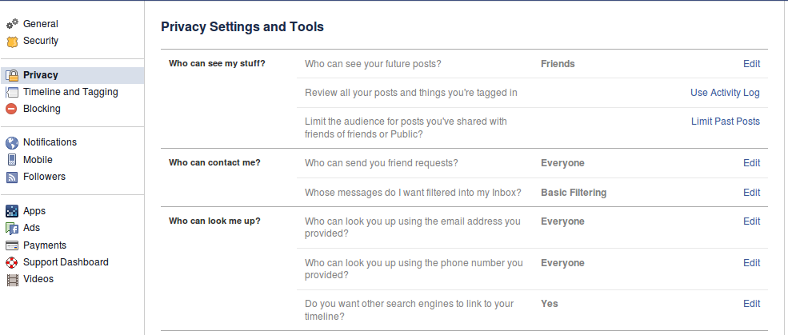 General
Security
Privacy
Timeline and Tagging
Blocking
Notifications
Mobile
Followers
Apps
Ads
Payments
Support Dashboard
Videos
Privacy Settings and Tools
Who can see my stuff? Who can see your future posts? Friends Edit
Review all your posts and things you're tagged in Use Activity Log
Limit the audience for posts you've shared with Limit Past Posts
friends of friends or Public?
Who can contact me? Who can send you friend requests? Everyone Edit
Whose messages do I want filtered into my Inbox? Basic Filtering Edit
Who can look me up? Who can look you up using the email address you Everyone Edit
provided?
Who can look you up using the phone number you Everyone Edit
provided?
Do you want other search engines to link to your Yes Edit
timeline?